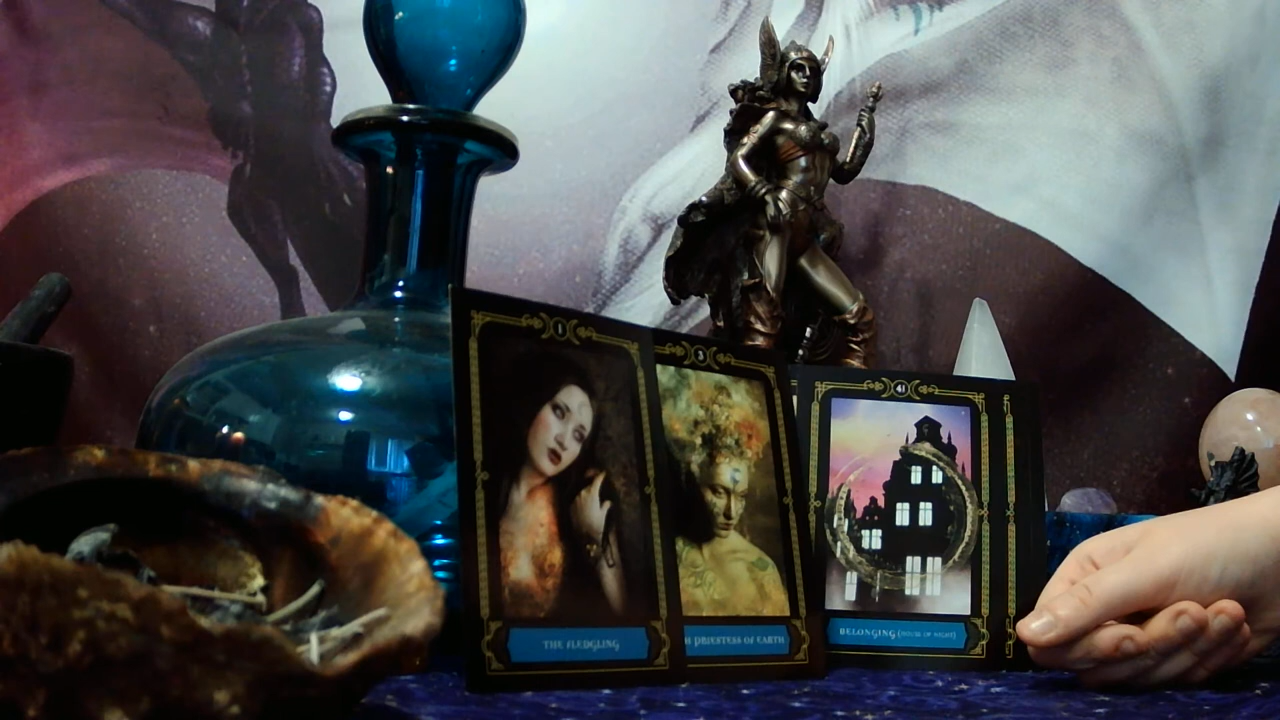 1
THE FLEDGLING
3
H PRIESTESS OF EARTH
41
BELONGING (HOUSE OF NIGHT)